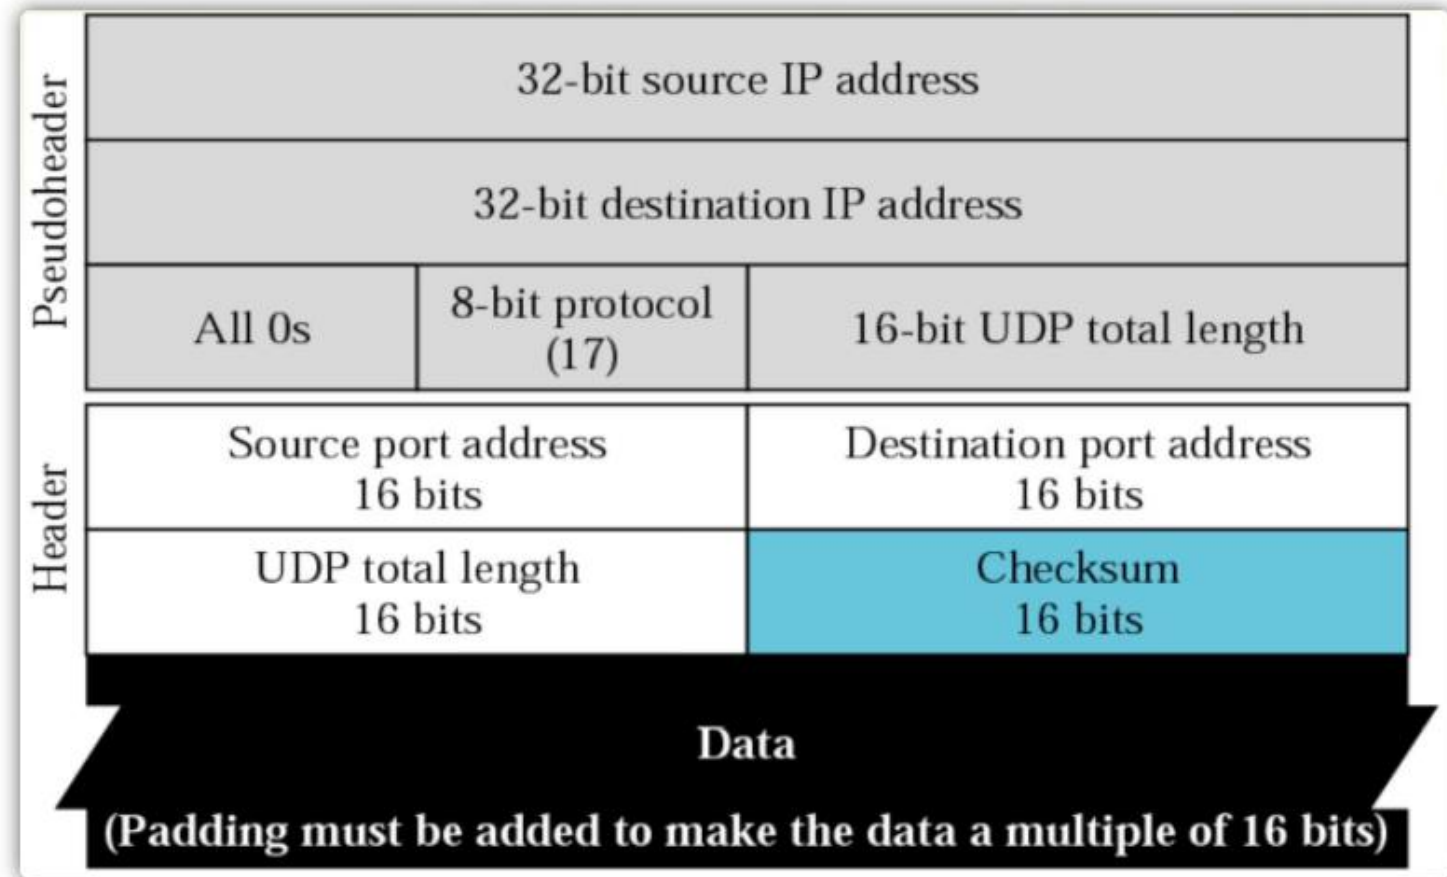 Pseudoheader
32-bit source IP address
32-bit destination IP address
All 0s
8-bit protocol
(17)
16-bit UDP total length
Header
Source port address
16 bits
Destination port address
16 bits
UDP total length
16 bits
Checksum
16 bits
Data
(Padding must be added to make the data a multiple of 16 bits)